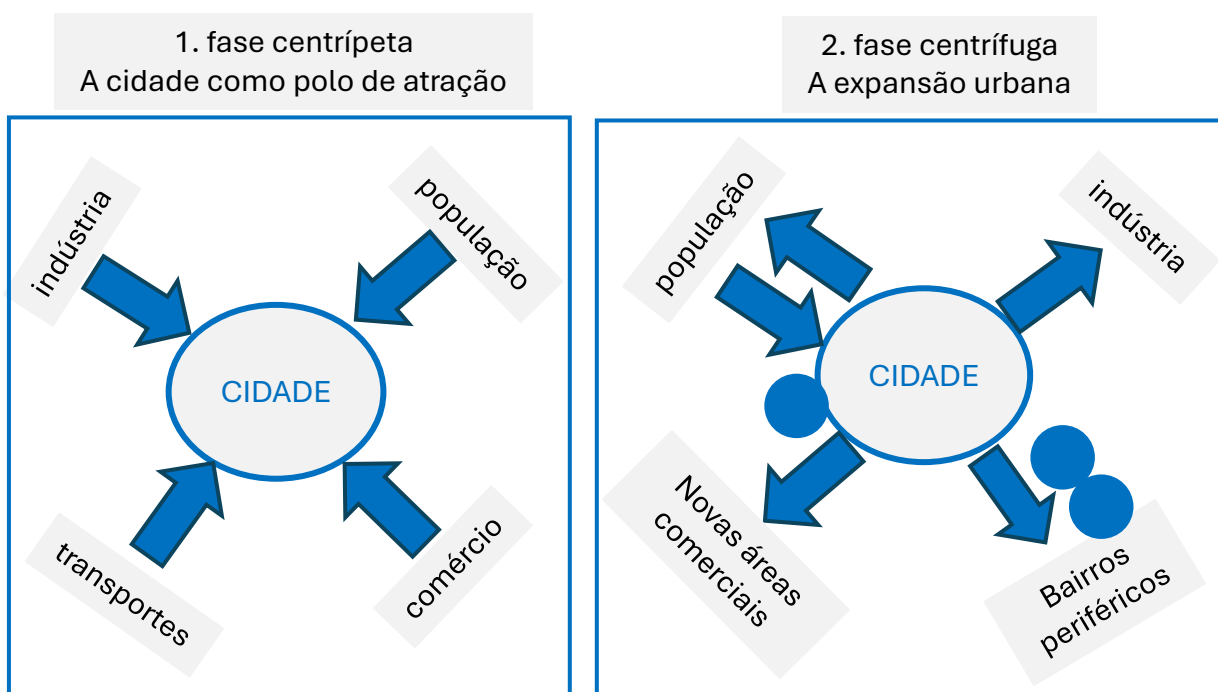 1. fase centrípeta
A cidade como polo de atração
indústria
população
CIDADE
transportes
comércio
2. fase centrífuga
A expansão urbana
população
indústria
CIDADE
Novas áreas
comerciais
Bairros
periféricos